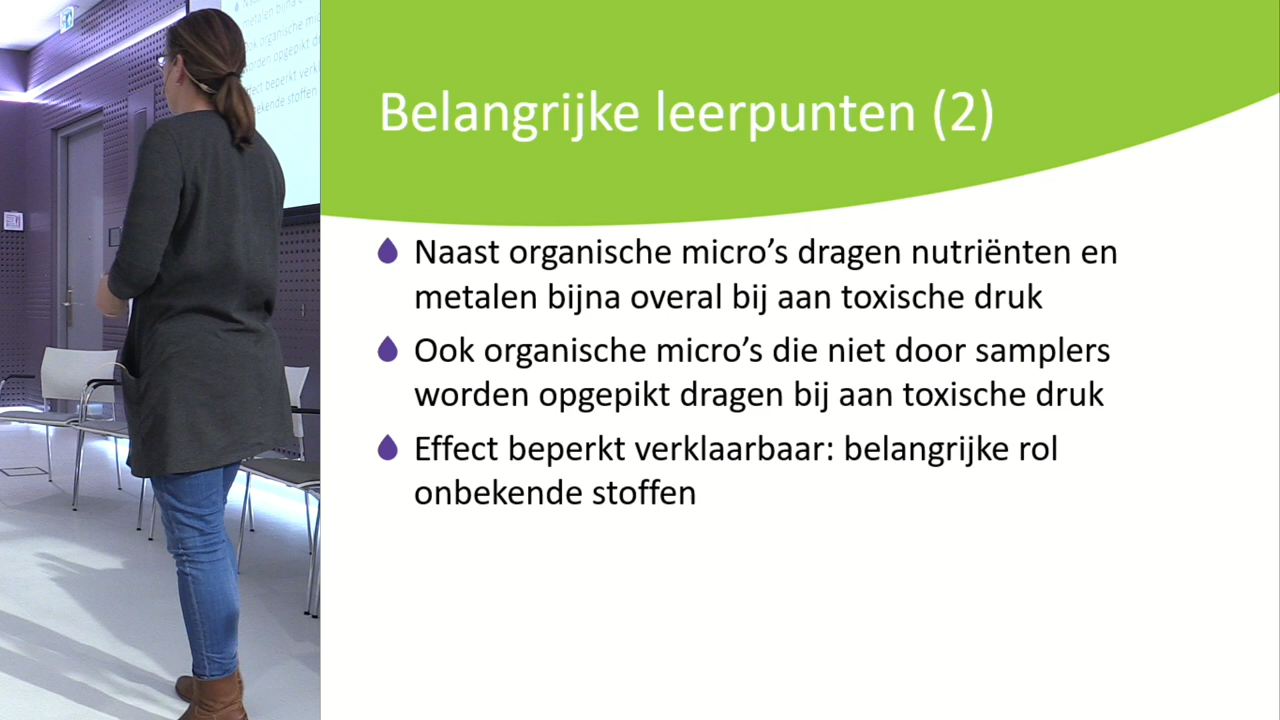 Belangrijke leerpunten (2)
Naast organische micro's dragen nutriënten en
metalen bijna overal bij aan toxische druk
Ook organische micro's die niet door samplers
worden opgepikt dragen bij aan toxische druk
Effect beperkt verklaarbaar: belangrijke rol
onbekende stoffen